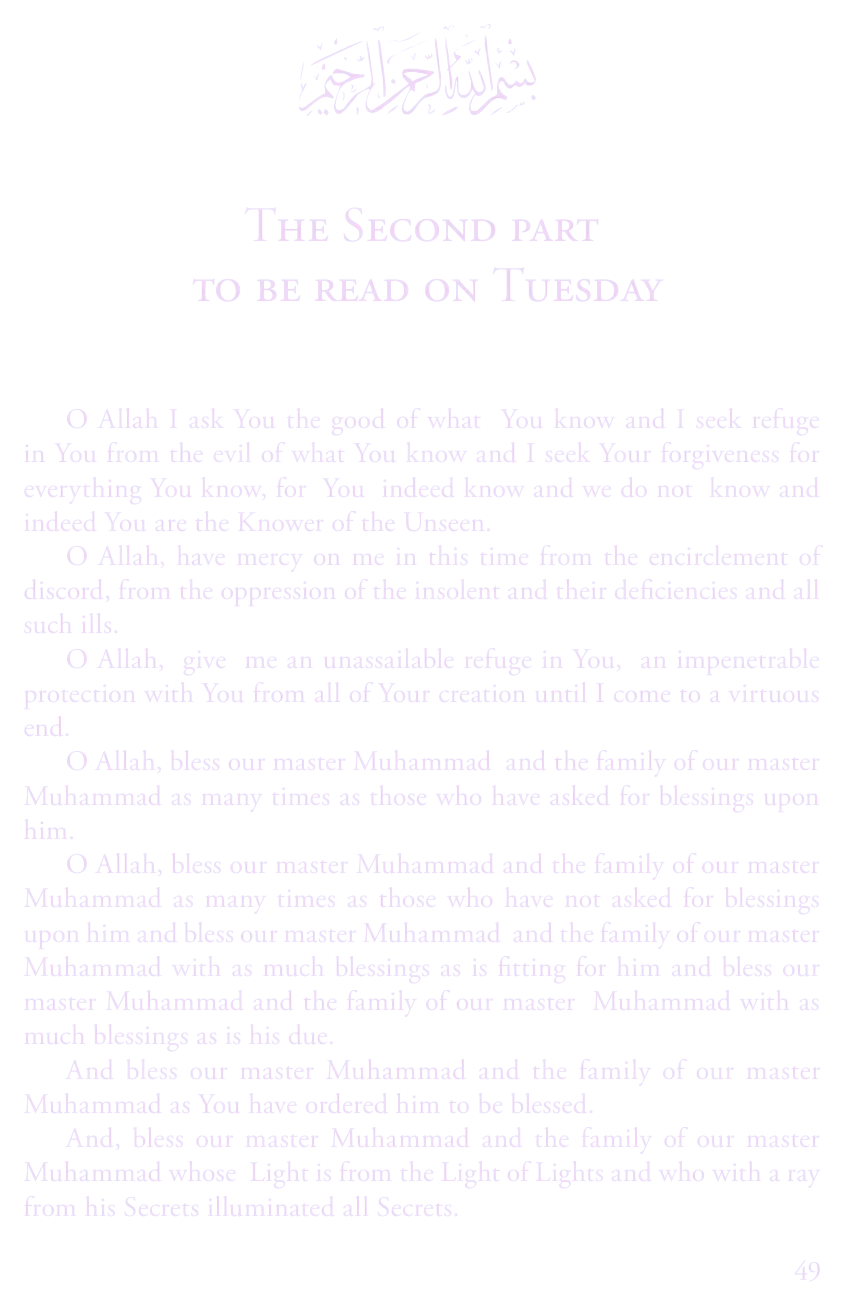 بسم الله الرحمن الرحيم
The Second part
to be read on Tuesday
O Allah I ask You the good of what You know and I seek refuge
in You from the evil of what You know and I seek Your forgiveness for
everything You know, for You indeed know and we do not know and
indeed You are the Knower of the Unseen.
O Allah, have mercy on me in this time from the encirclement of
discord, from the oppression of the insolent and their deficiencies and all
such ills.
O Allah, give me an unassailable refuge in You, an impenetrable
protection with You from all of Your creation until I come to a virtuous
end.
O Allah, bless our master Muhammad and the family of our master
Muhammad as many times as those who have asked for blessings upon
him.
O Allah, bless our master Muhammad and the family of our master
Muhammad as many times as those who have not asked for blessings
upon him and bless our master Muhammad and the family of our master
Muhammad with as much blessings as is fitting for him and bless our
master Muhammad and the family of our master Muhammad with as
much blessings as is his due.
And bless our master Muhammad and the family of our master
Muhammad as You have ordered him to be blessed.
And, bless our master Muhammad and the family of our master
Muhammad whose Light is from the Light of Lights and who with a ray
from his Secrets illuminated all Secrets.
49